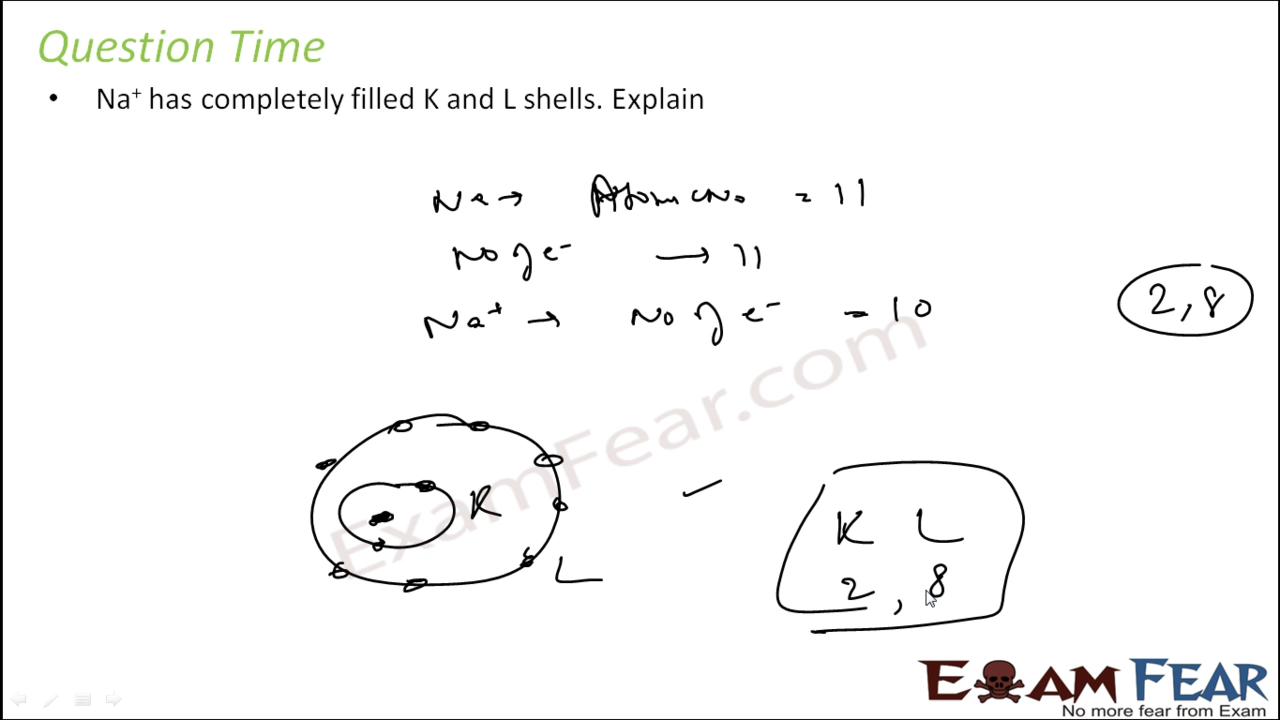 Question Time
• Na⁺ has completely filled K and L shells. Explain
Na → Atomic No = 11
No of e⁻ → 11
Na⁺ → No of e⁻ = 10
2, 8
K
L
K L
2, 8
ExamFear.com
EXAM FEAR
No more fear from Exam